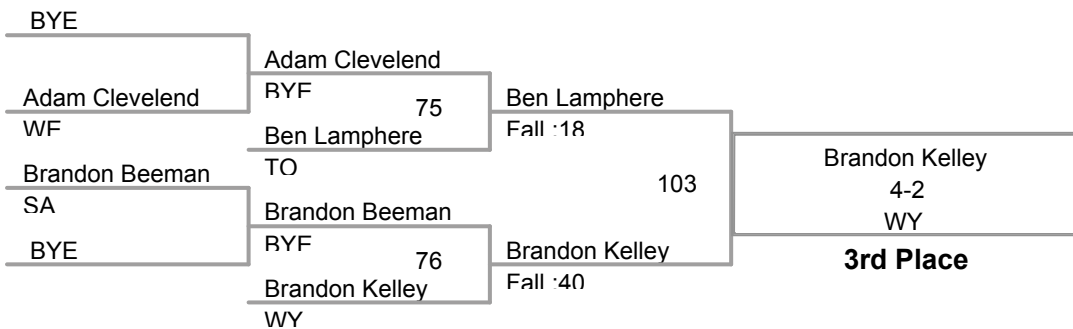 BYE
Adam Clevelend
Adam Clevelend
BYE
WE
75
Ben Lamphere
Fall :18
Ben Lamphere
TO
Brandon Beeman
SA
103
Brandon Kelley
4-2
WY
3rd Place
Brandon Beeman
BYE
BYE
76
Brandon Kelley
Fall :40
Brandon Kelley
WY